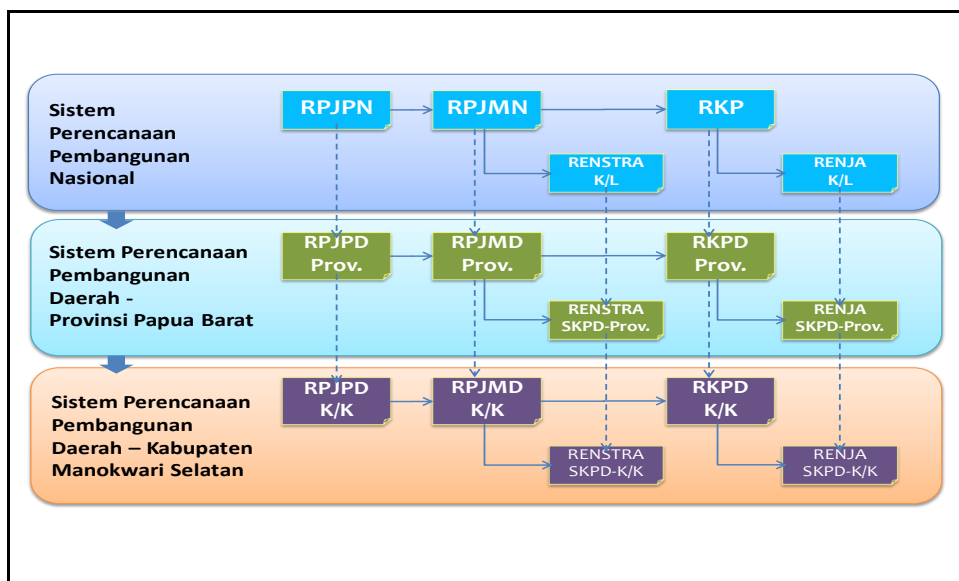 Sistem
Perencanaan
Pembangunan
Nasional
RPJPN
RPJMN
RKP
RENSTRA
K/L
RENJA
K/L
Sistem Perencanaan
Pembangunan
Daerah -
Provinsi Papua Barat
RPJPD
Prov.
RPJMD
Prov.
RKPD
Prov.
RENSTRA
SKPD-Prov.
RENJA
SKPD-Prov.
Sistem Perencanaan
Pembangunan
Daerah – Kabupaten
Manokwari Selatan
RPJPD
K/K
RPJMD
K/K
RKPD
K/K
RENSTRA
SKPD-K/K
RENJA
SKPD-K/K